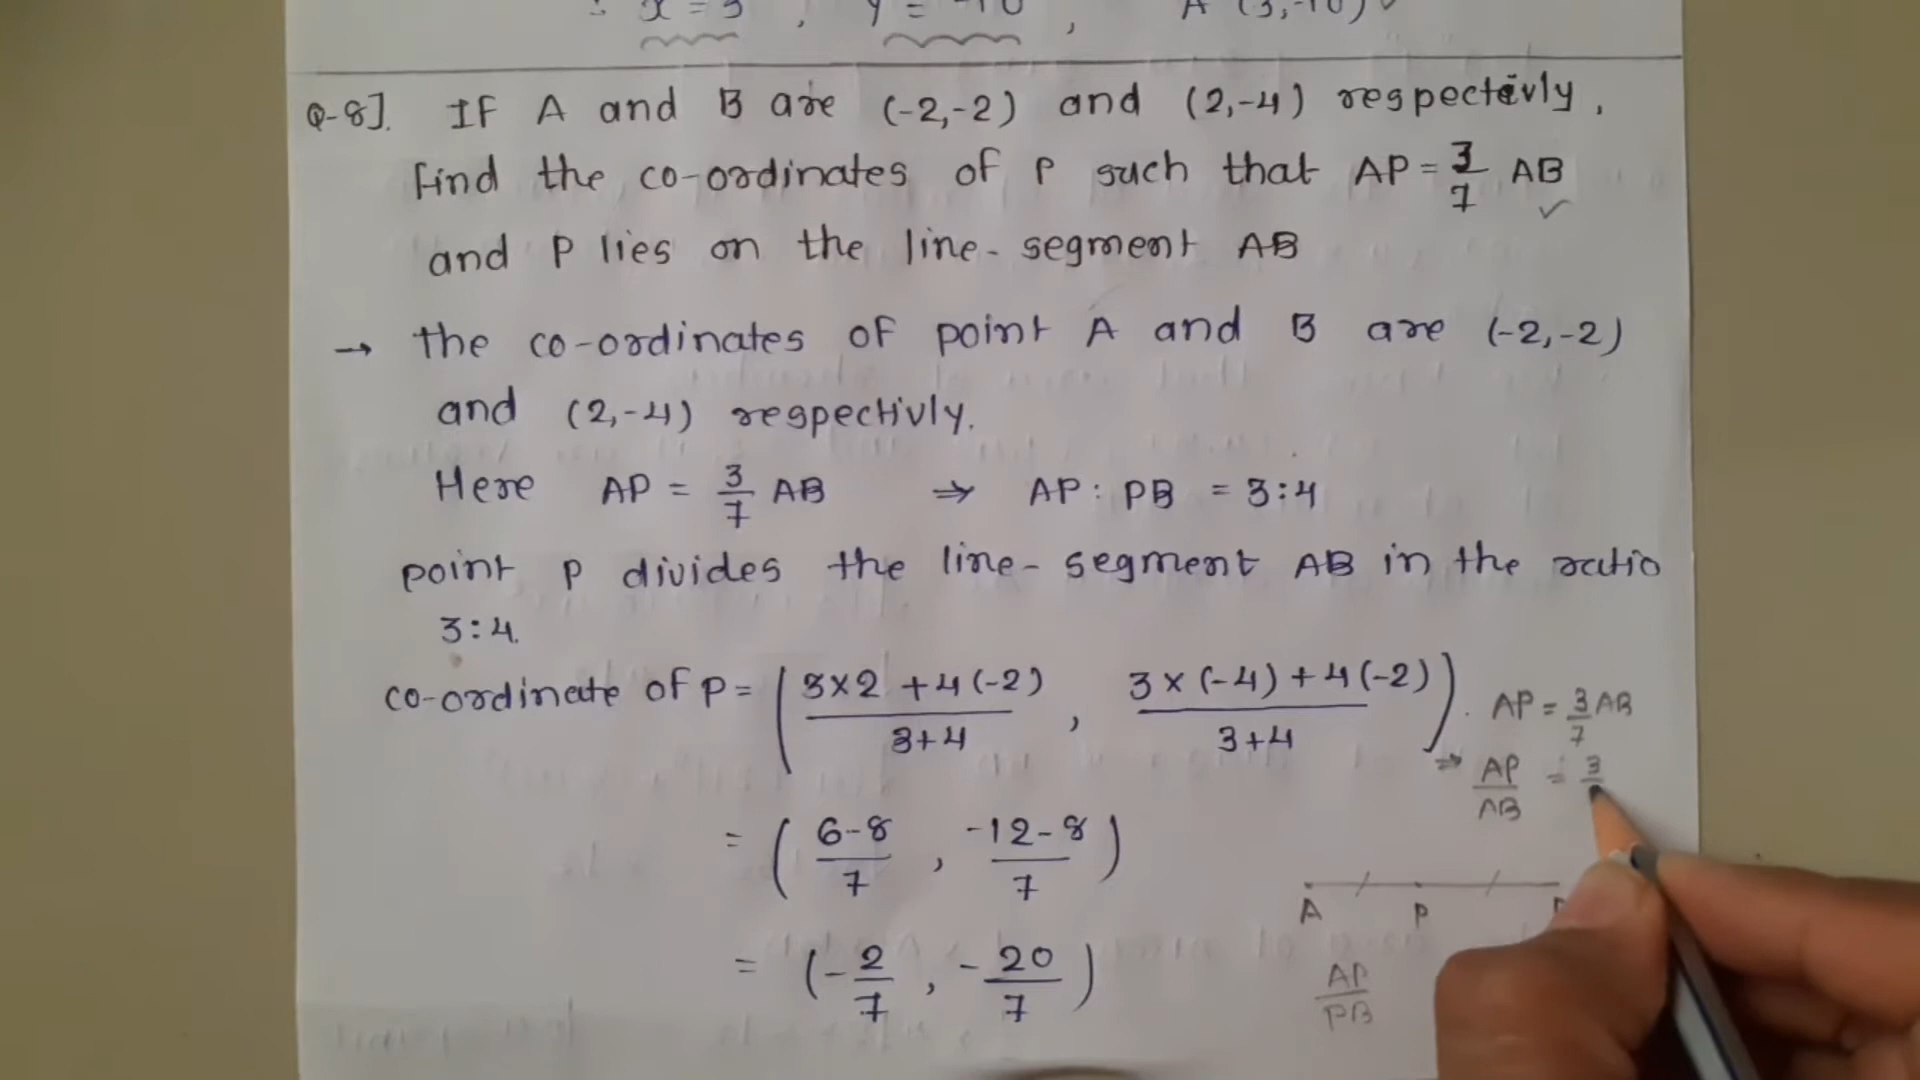 ∴ x = 3 , y = -10 , A (3,-10)
Q-8]. IF A and B are (-2,-2) and (2,-4) respectivly,
Find the co-ordinates of P such that AP = 3/7 AB ✓
and P lies on the line-segment AB
→ the co-ordinates of point A and B are (-2,-2)
and (2,-4) respectivly.
Here AP = 3/7 AB ⇒ AP : PB = 3:4
point P divides the line-segment AB in the ratio
3:4.
co-ordinate of P = ( 3×2 + 4(-2) / 3+4 , 3×(-4)+4(-2) / 3+4 ).
AP = 3/7 AB
⇒ AP/AB = 3
= ( 6-8 / 7 , -12-8 / 7 )
A P
= ( -2/7 , -20/7 )
AP/PB